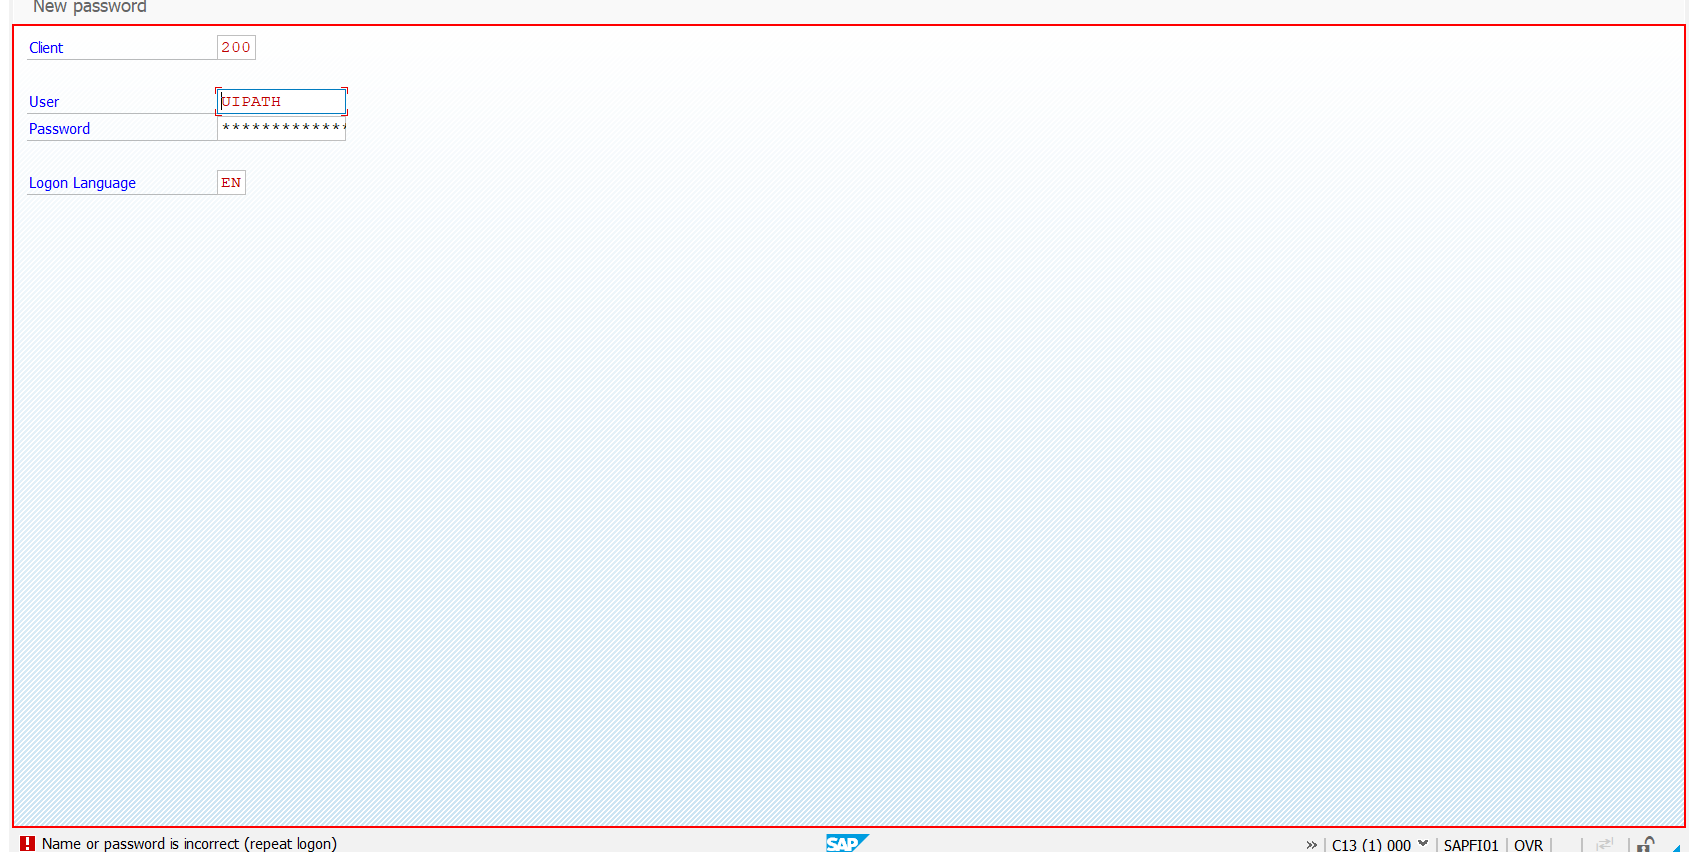 New password
Client 200
User UIPATH
Password *************
Logon Language EN
Name or password is incorrect (repeat logon) SAP » C13 (1) 000 SAPFI01 OVR